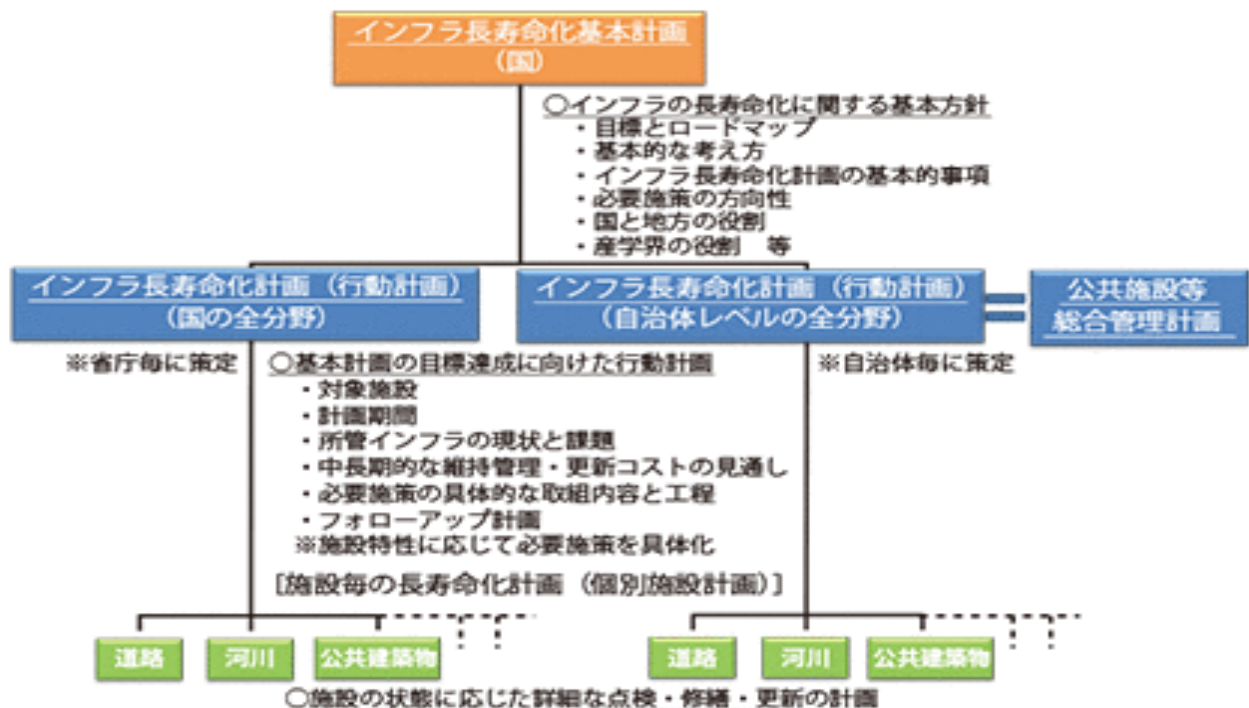 インフラ長寿命化基本計画
(国)
○インフラの長寿命化に関する基本方針
・目標とロードマップ
・基本的な考え方
・インフラ長寿命化計画の基本的事項
・必要施策の方向性
・国と地方の役割
・産学界の役割　等
インフラ長寿命化計画（行動計画）
(国の全分野)
インフラ長寿命化計画（行動計画）
(自治体レベルの全分野)
公共施設等
総合管理計画
※省庁毎に策定
○基本計画の目標達成に向けた行動計画
・対象施設
・計画期間
・所管インフラの現状と課題
・中長期的な維持管理・更新コストの見通し
・必要施策の具体的な取組内容と工程
・フォローアップ計画
※施設特性に応じて必要施策を具体化
※自治体毎に策定
[施設毎の長寿命化計画（個別施設計画）]
道路
河川
公共建築物
道路
河川
公共建築物
○施設の状態に応じた詳細な点検・修繕・更新の計画